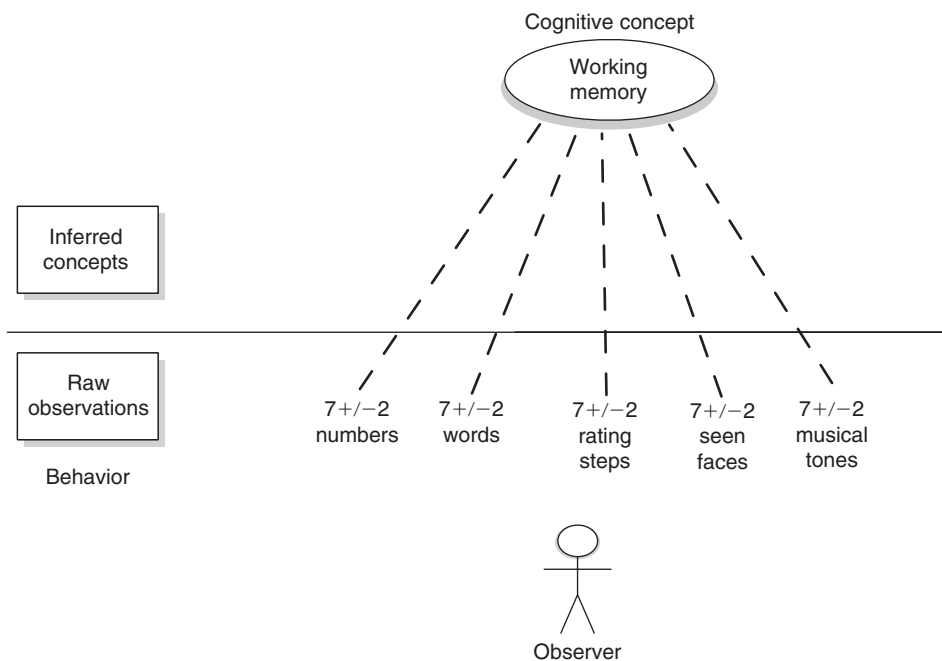 Cognitive concept
Working
memory
Inferred
concepts
Raw
observations
Behavior
7+/−2
numbers
7+/−2
words
7+/−2
rating
steps
7+/−2
seen
faces
7+/−2
musical
tones
Observer